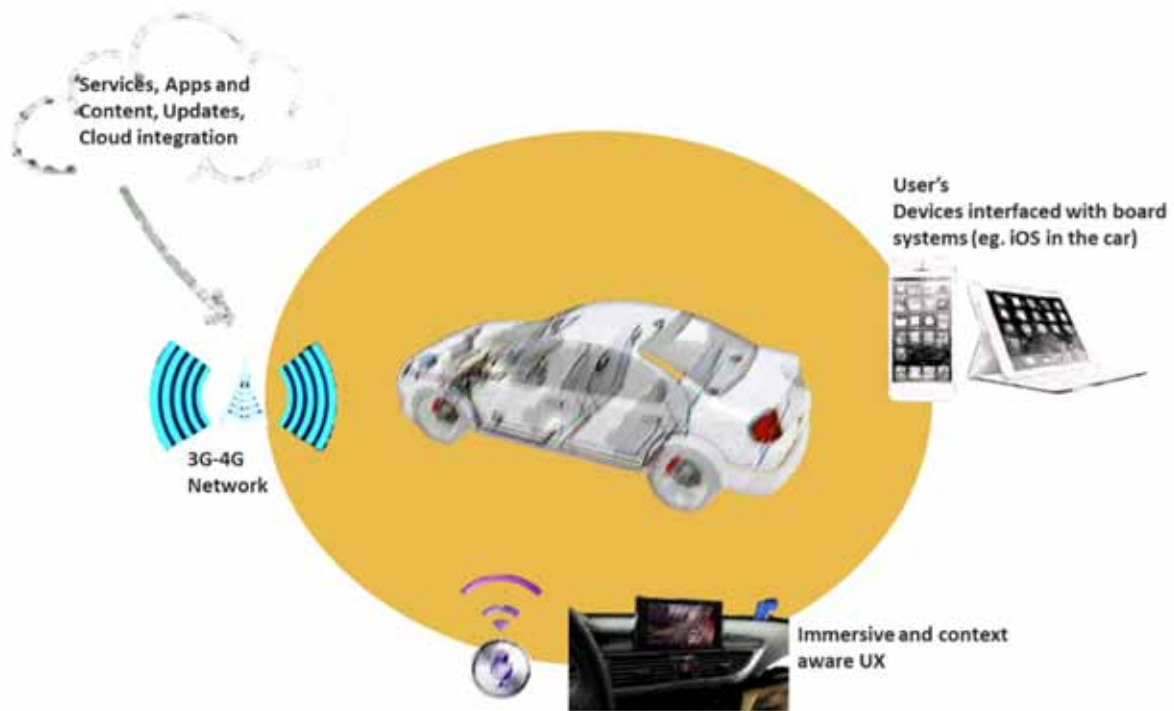 Services, Apps and
Content, Updates,
Cloud integration
User's
Devices interfaced with board
systems (eg. iOS in the car)
3G-4G
Network
Immersive and context
aware UX